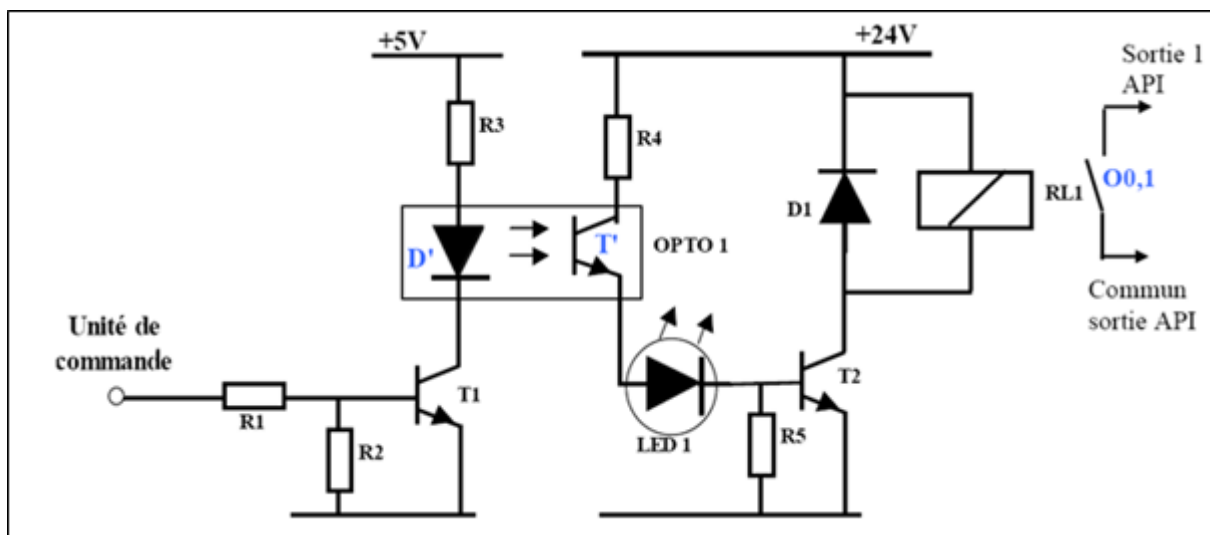 +5V
+24V
Sortie 1
API
R3
R4
D1
RL1
O0,1
D'
T'
OPTO 1
Commun
sortie API
Unité de
commande
T1
T2
R1
R2
LED 1
R5